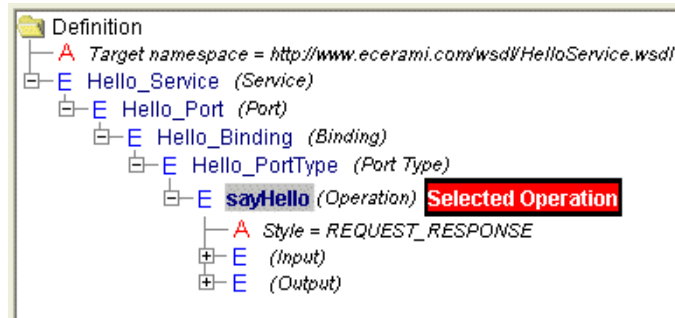 Definition
A Target namespace = http://www.ecerami.com/wsdl/HelloService.wsdl
E Hello_Service (Service)
E Hello_Port (Port)
E Hello_Binding (Binding)
E Hello_PortType (Port Type)
E sayHello (Operation) Selected Operation
A Style = REQUEST_RESPONSE
E (Input)
E (Output)